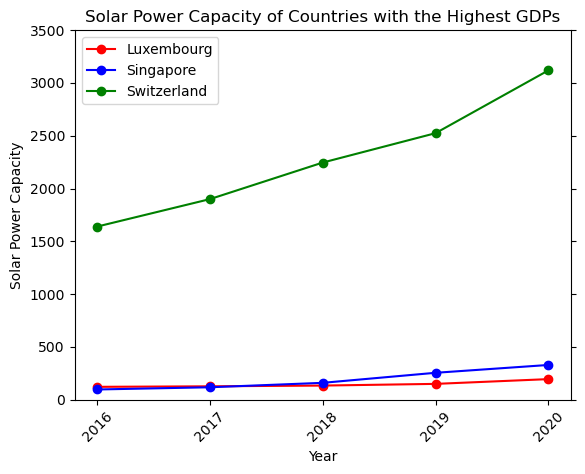 Solar Power Capacity of Countries with the Highest GDPs
Luxembourg
Singapore
Switzerland
Solar Power Capacity
3500
3000
2500
2000
1500
1000
500
0
2016
2017
2018
2019
2020
Year